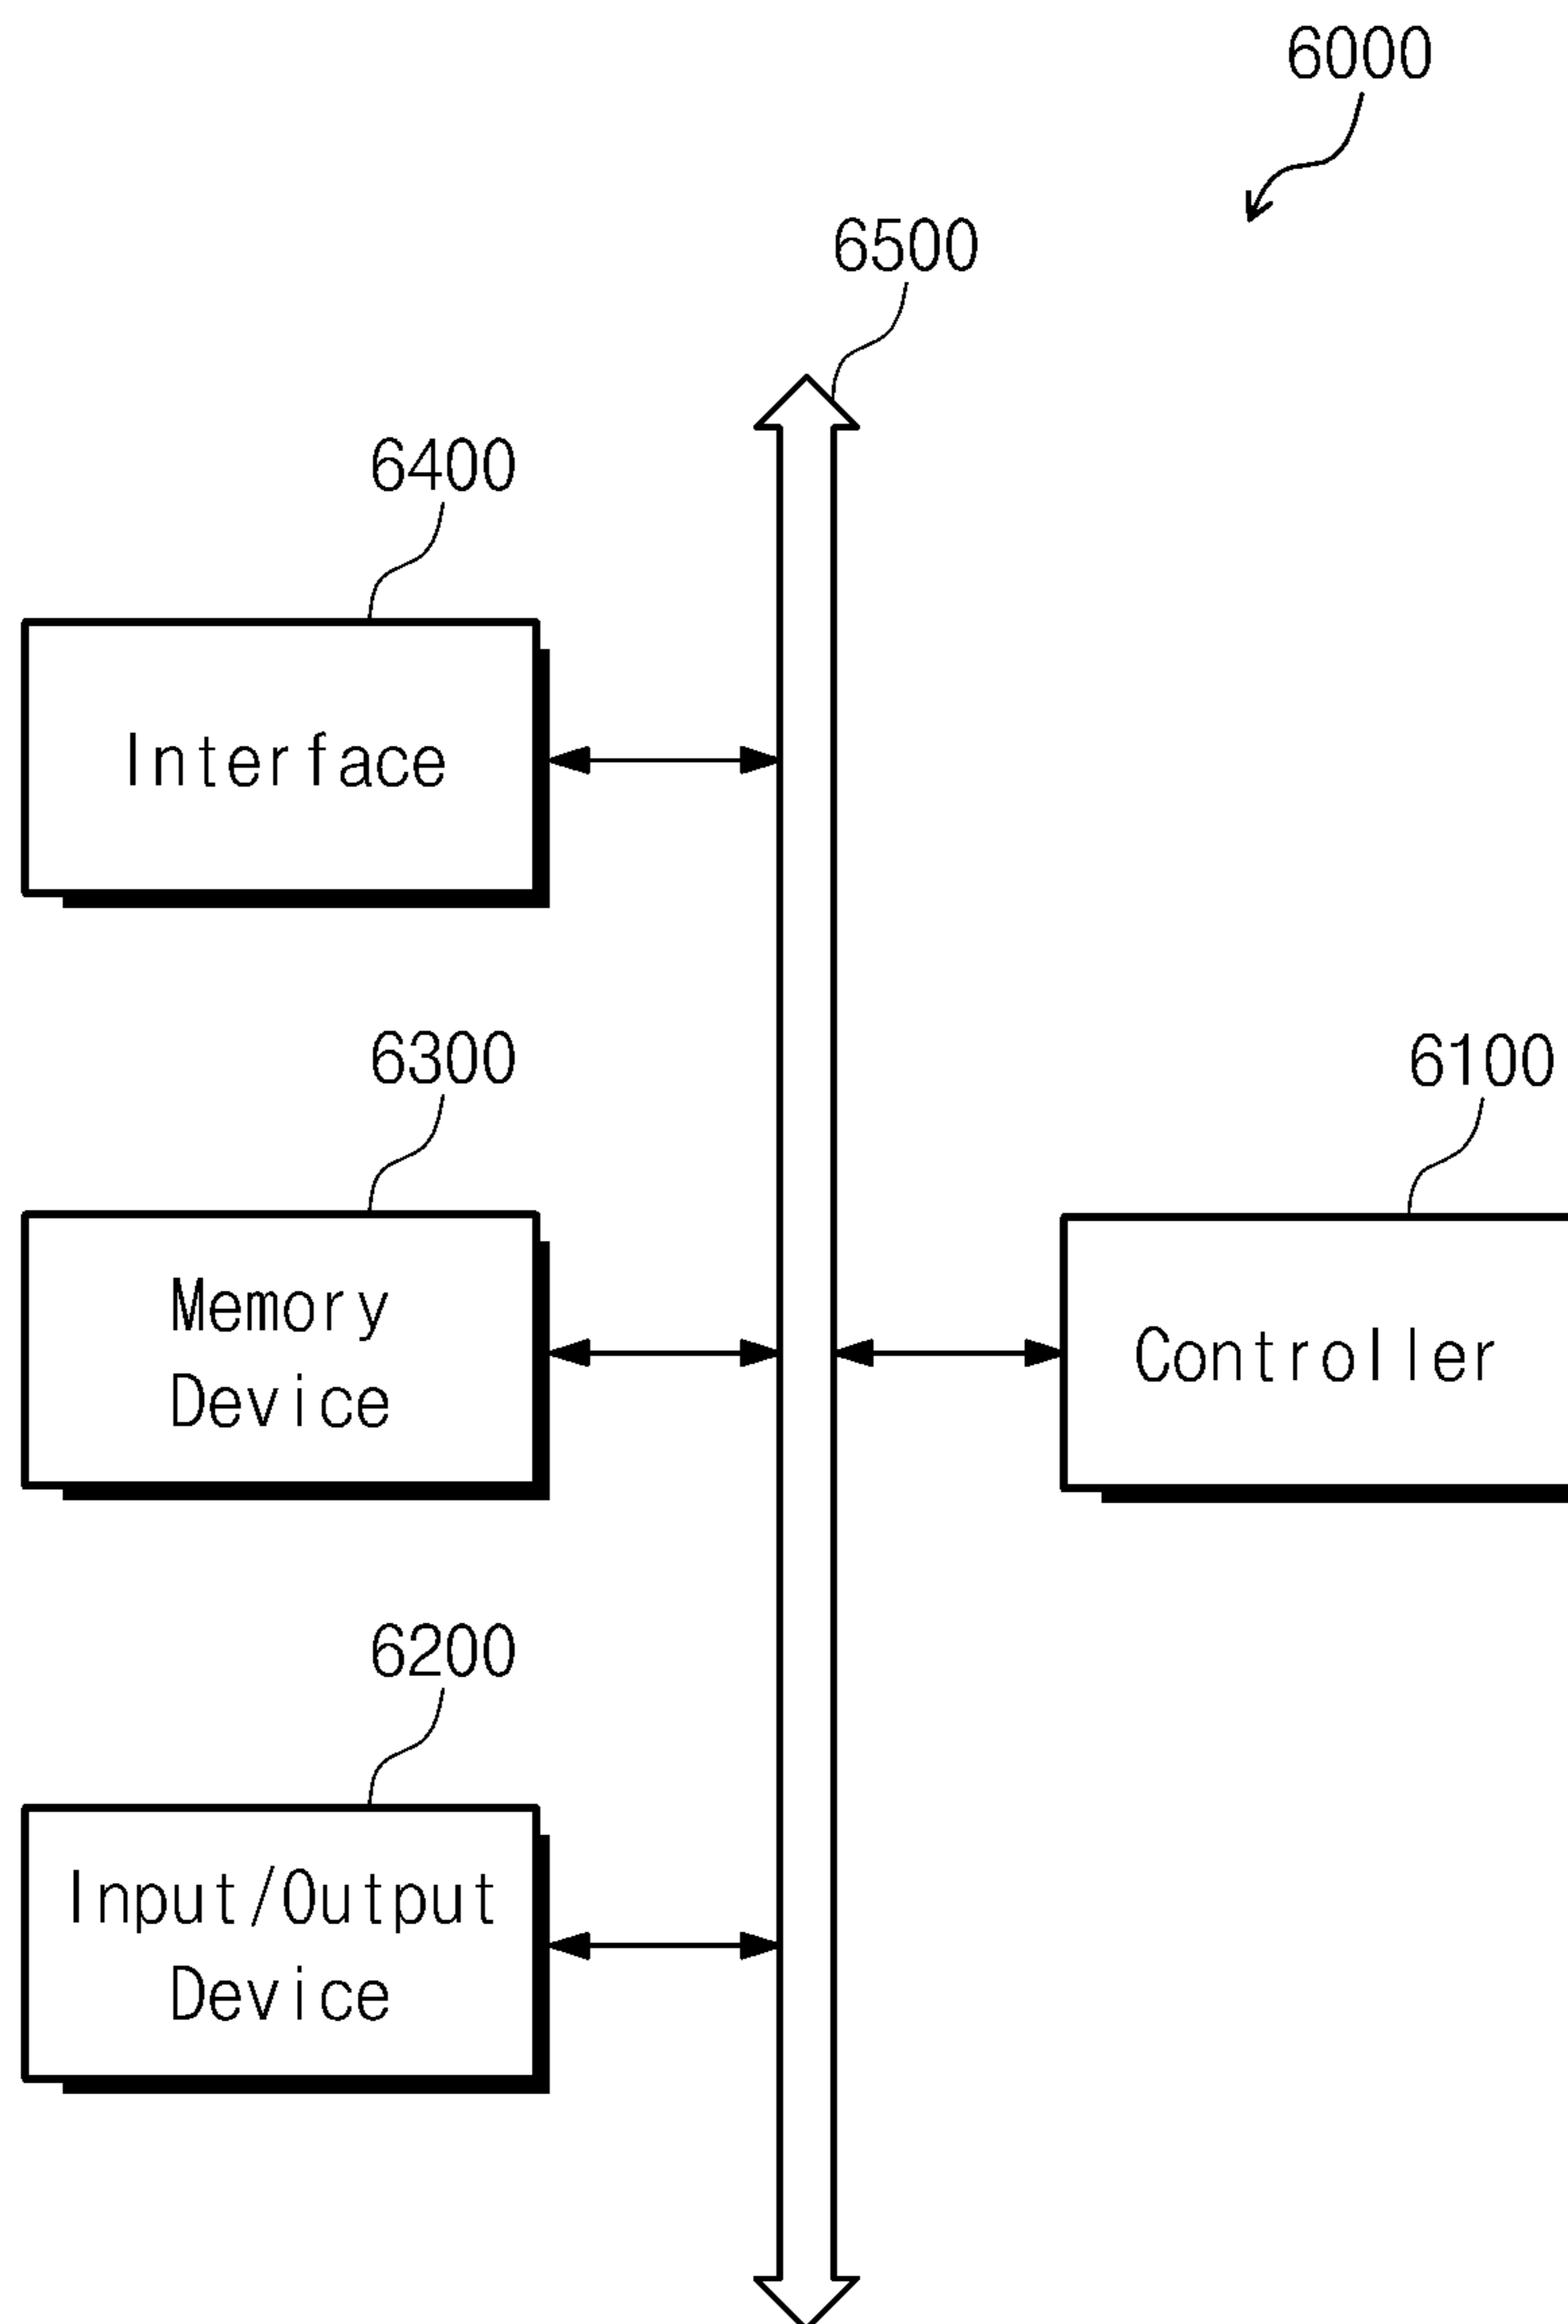 6000
6500
6400
Interface
6300
6100
Memory
Device
Controller
6200
Input/Output
Device